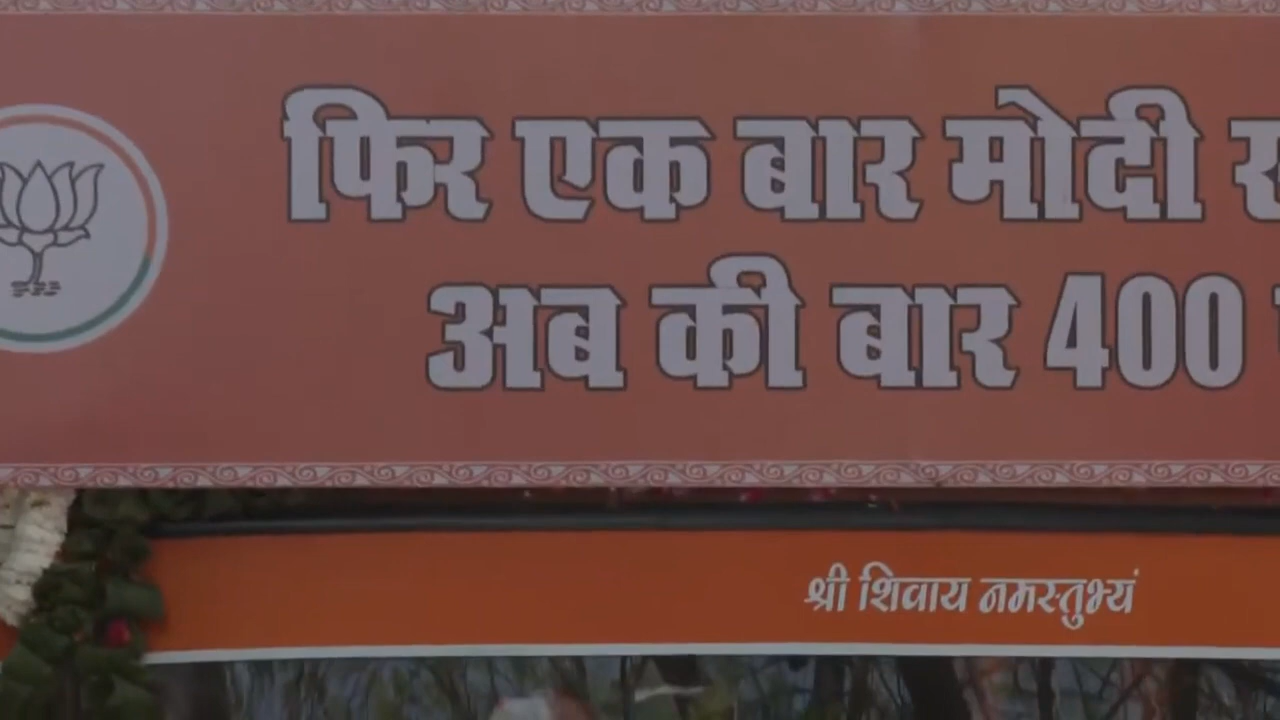 फिर एक बार मोदी
अब की बार 400
श्री शिवाय नमस्तुभ्यं